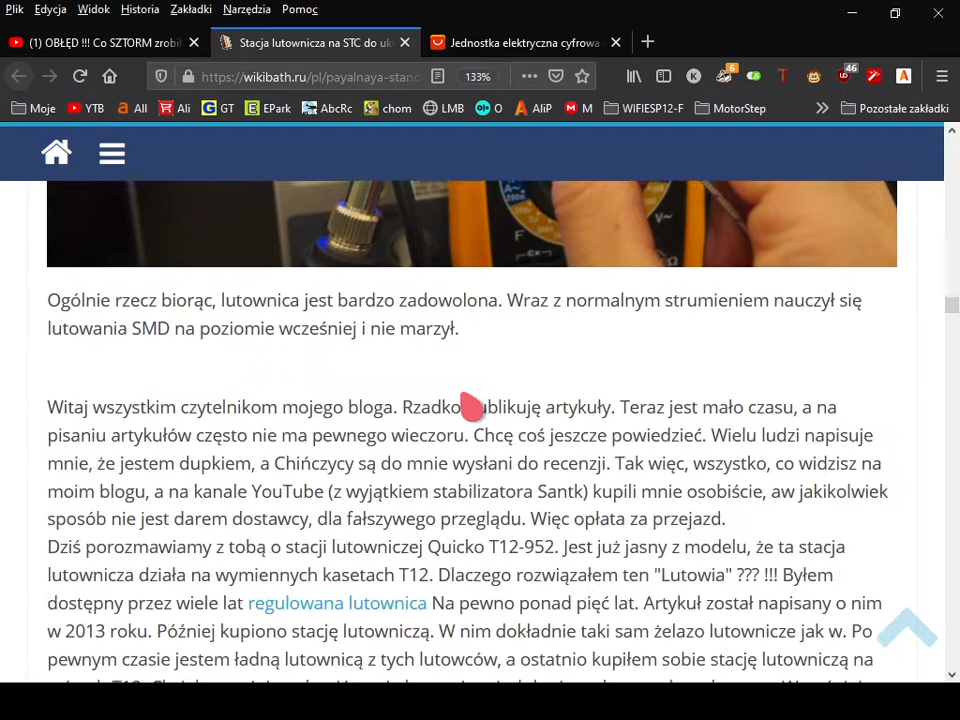 Plik Edycja Widok Historia Zakładki Narzędzia Pomoc
(1) OBŁĘD !!! Co SZTORM zrobił
Stacja lutownicza na STC do ukł
Jednostka elektryczna cyfrowa
https://wikibath.ru/pl/payalnaya-stanc 133% 6 46
Moje YTB All Ali GT EPark AbcRc chom LMB O AliP M WIFIESP12-F MotorStep Pozostałe zakładki
Ogólnie rzecz biorąc, lutownica jest bardzo zadowolona. Wraz z normalnym strumieniem nauczył się
lutowania SMD na poziomie wcześniej i nie marzył.
Witaj wszystkim czytelnikom mojego bloga. Rzadko publikuję artykuły. Teraz jest mało czasu, a na
pisaniu artykułów często nie ma pewnego wieczoru. Chcę coś jeszcze powiedzieć. Wielu ludzi napisuje
mnie, że jestem dupkiem, a Chińczycy są do mnie wysłani do recenzji. Tak więc, wszystko, co widzisz na
moim blogu, a na kanale YouTube (z wyjątkiem stabilizatora Santk) kupili mnie osobiście, aw jakikolwiek
sposób nie jest darem dostawcy, dla fałszywego przeglądu. Więc opłata za przejazd.
Dziś porozmawiamy z tobą o stacji lutowniczej Quicko T12-952. Jest już jasny z modelu, że ta stacja
lutownicza działa na wymiennych kasetach T12. Dlaczego rozwiązałem ten "Lutowia" ??? !!! Byłem
dostępny przez wiele lat regulowana lutownica Na pewno ponad pięć lat. Artykuł został napisany o nim
w 2013 roku. Później kupiono stację lutowniczą. W nim dokładnie taki sam żelazo lutownicze jak w. Po
pewnym czasie jestem ładną lutownicą z tych lutowców, a ostatnio kupiłem sobie stację lutowniczą na